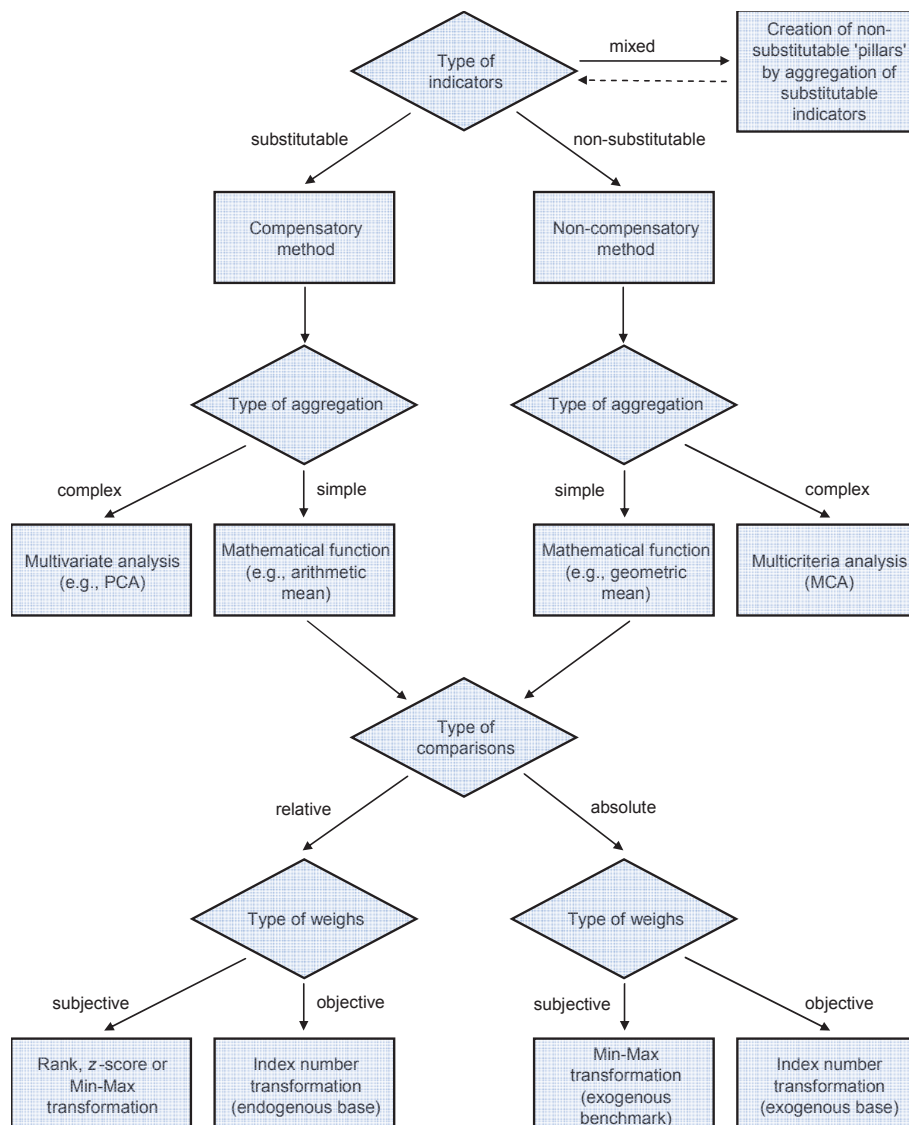 Type of
indicators
mixed
Creation of non-
substitutable 'pillars'
by aggregation of
substitutable
indicators
substitutable
non-substitutable
Compensatory
method
Non-compensatory
method
Type of aggregation
Type of aggregation
complex
simple
simple
complex
Multivariate analysis
(e.g., PCA)
Mathematical function
(e.g., arithmetic
mean)
Mathematical function
(e.g., geometric
mean)
Multicriteria analysis
(MCA)
Type of
comparisons
relative
absolute
Type of weighs
Type of weighs
subjective
objective
subjective
objective
Rank, z-score or
Min-Max
transformation
Index number
transformation
(endogenous base)
Min-Max
transformation
(exogenous
benchmark)
Index number
transformation
(exogenous base)